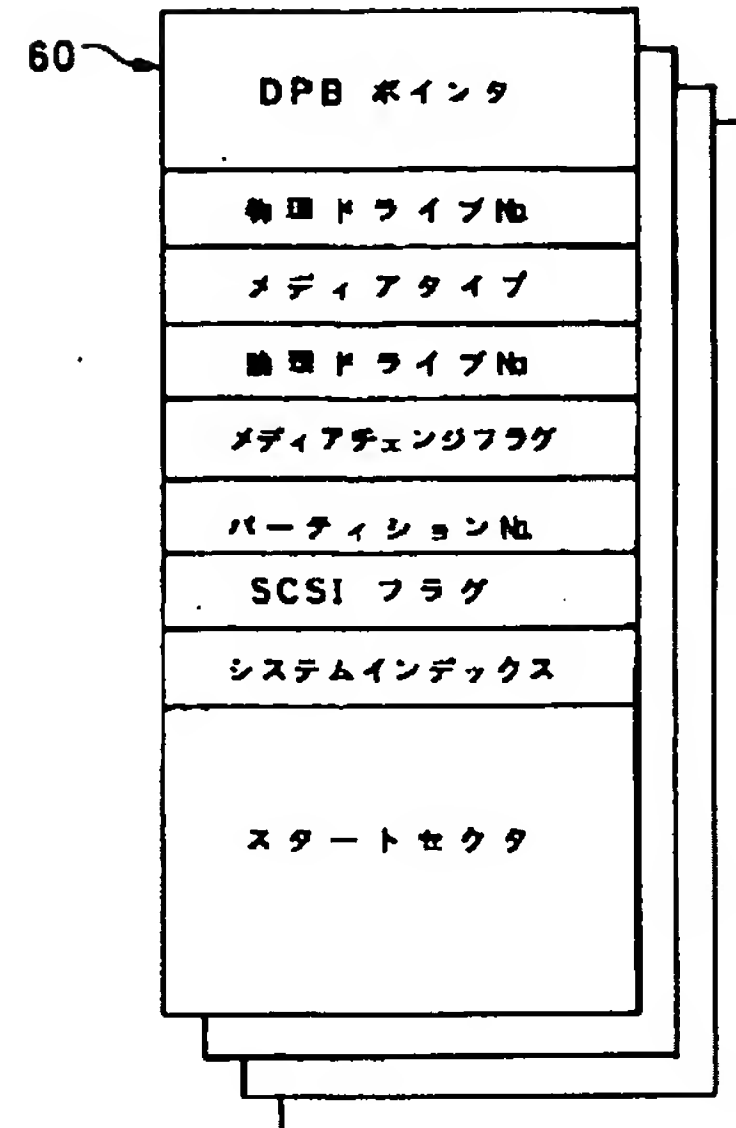 60
DPB ポインタ
物理ドライブ№
メディアタイプ
論理ドライブ№
メディアチェンジフラグ
パーティション№
SCSI フラグ
システムインデックス
スタートセクタ